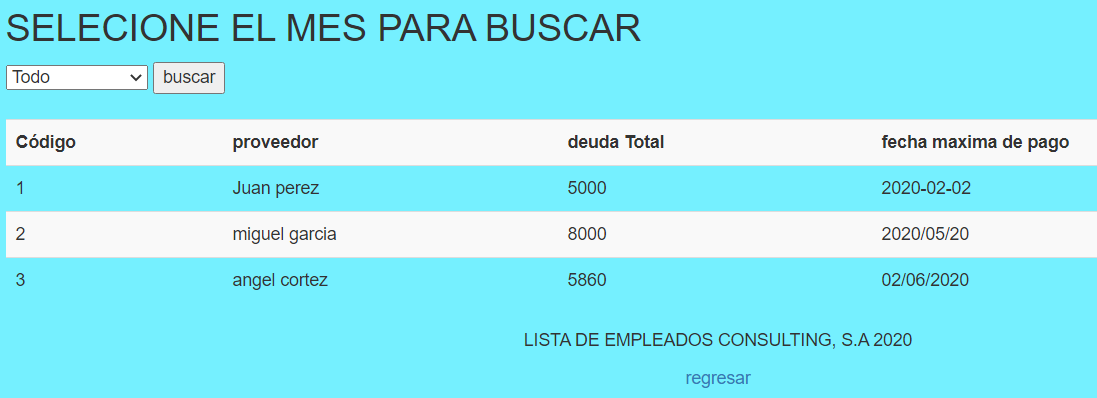 SELECIONE EL MES PARA BUSCAR
Todo buscar
Código proveedor deuda Total fecha maxima de pago
1 Juan perez 5000 2020-02-02
2 miguel garcia 8000 2020/05/20
3 angel cortez 5860 02/06/2020
LISTA DE EMPLEADOS CONSULTING, S.A 2020
regresar